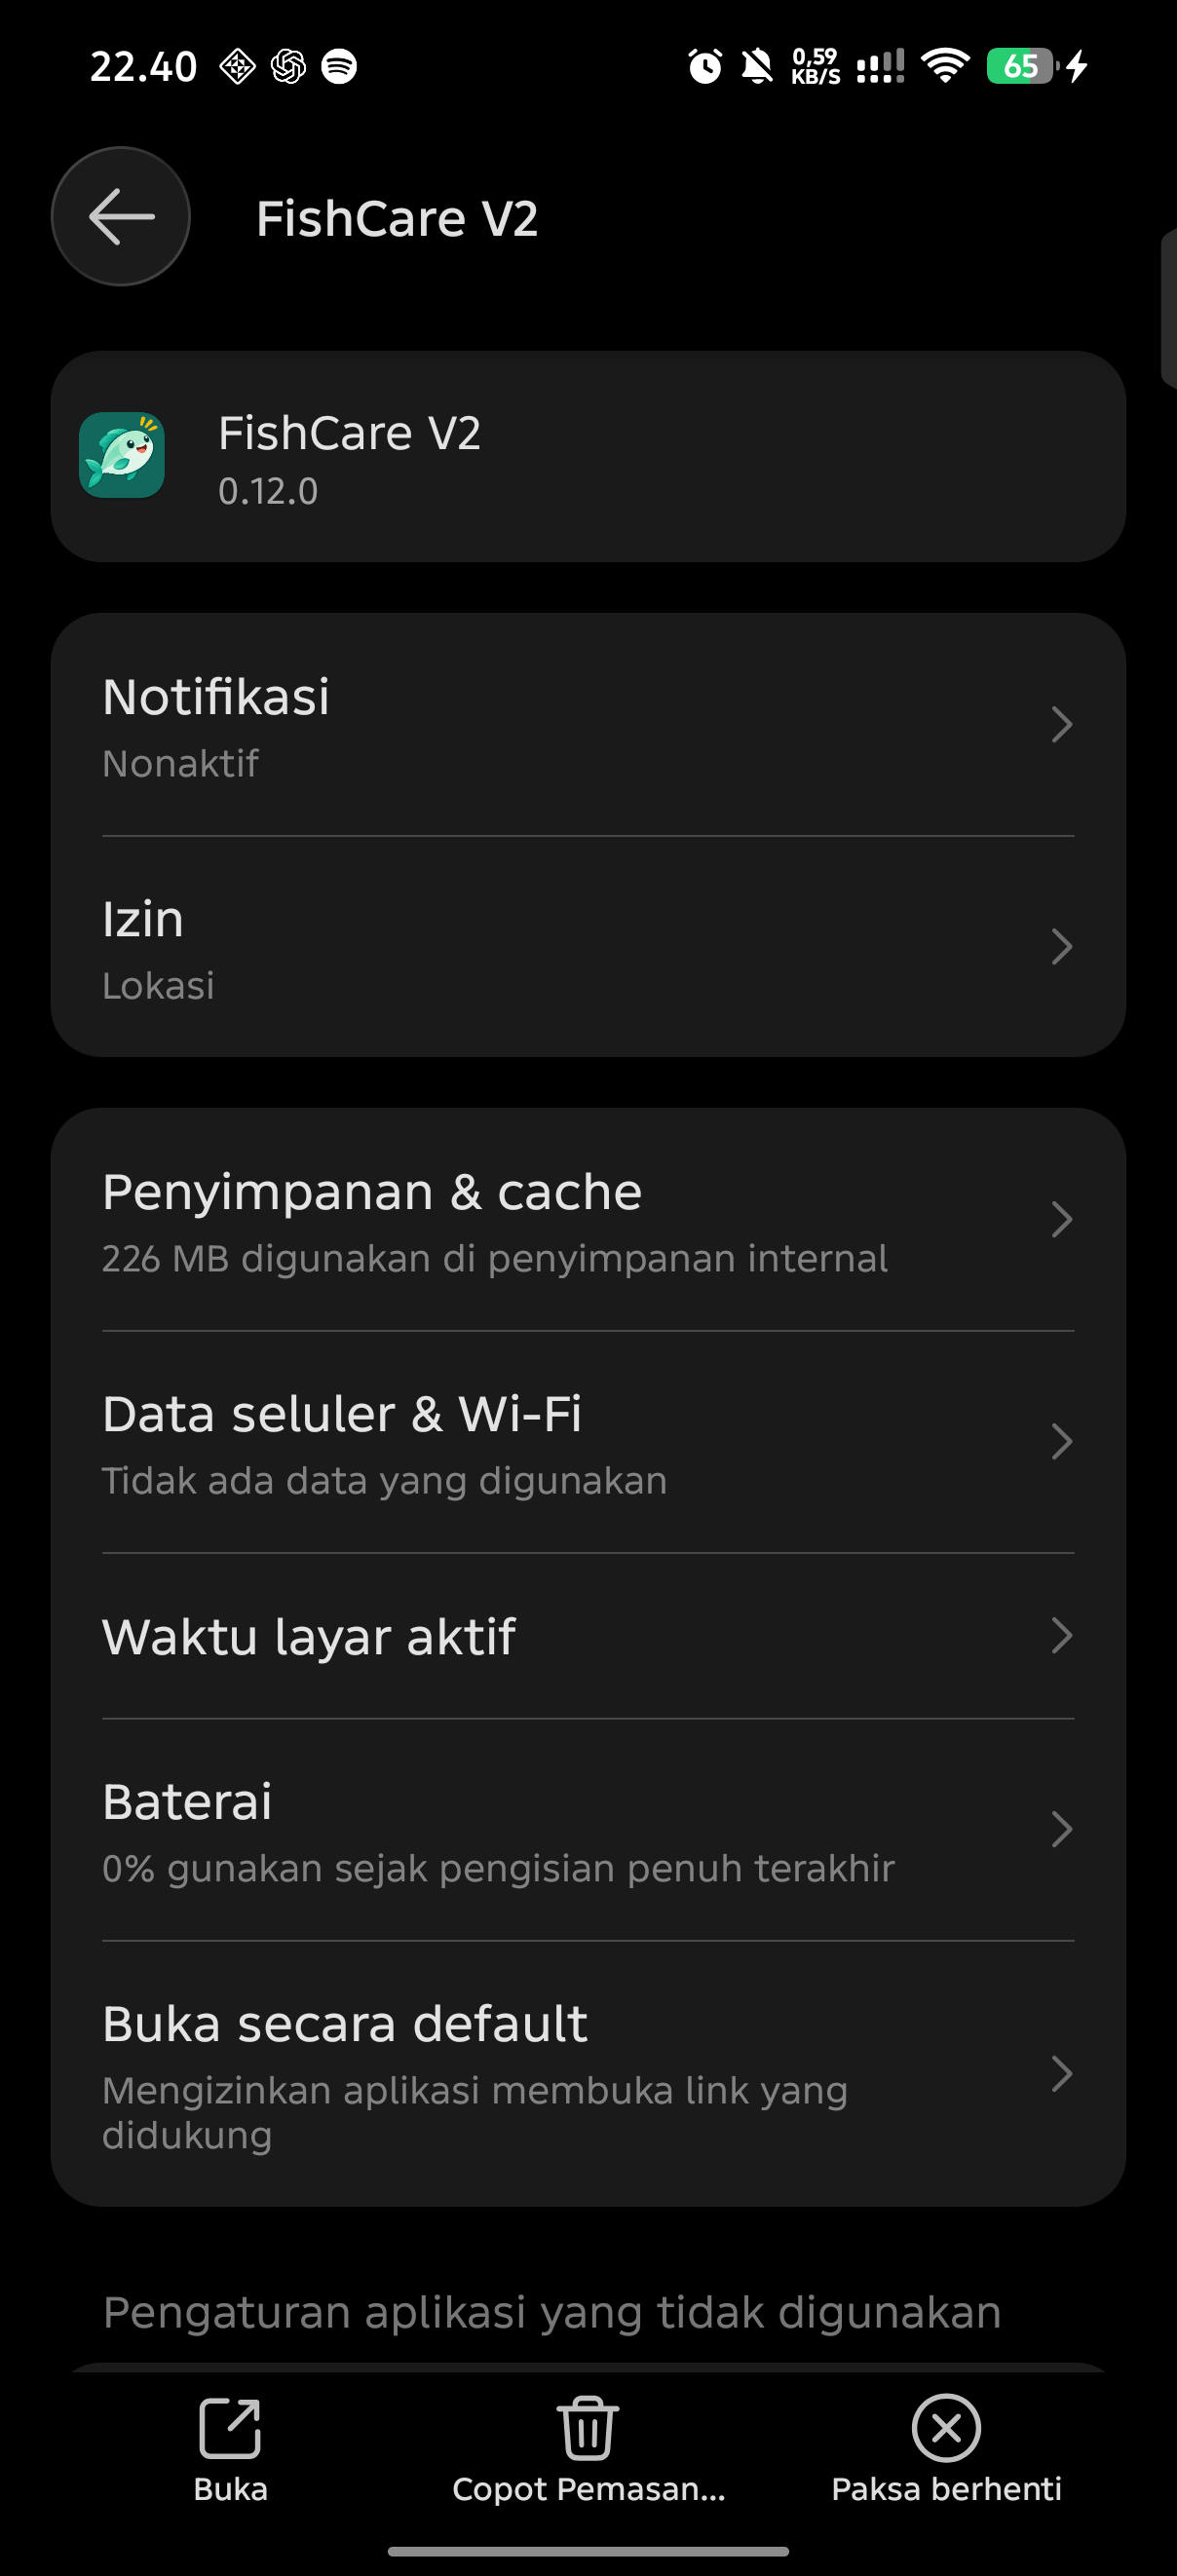 22.40
0,59
KB/S
65
FishCare V2
FishCare V2
0.12.0
Notifikasi
Nonaktif
Izin
Lokasi
Penyimpanan & cache
226 MB digunakan di penyimpanan internal
Data seluler & Wi-Fi
Tidak ada data yang digunakan
Waktu layar aktif
Baterai
0% gunakan sejak pengisian penuh terakhir
Buka secara default
Mengizinkan aplikasi membuka link yang
didukung
Pengaturan aplikasi yang tidak digunakan
Buka
Copot Pemasan...
Paksa berhenti